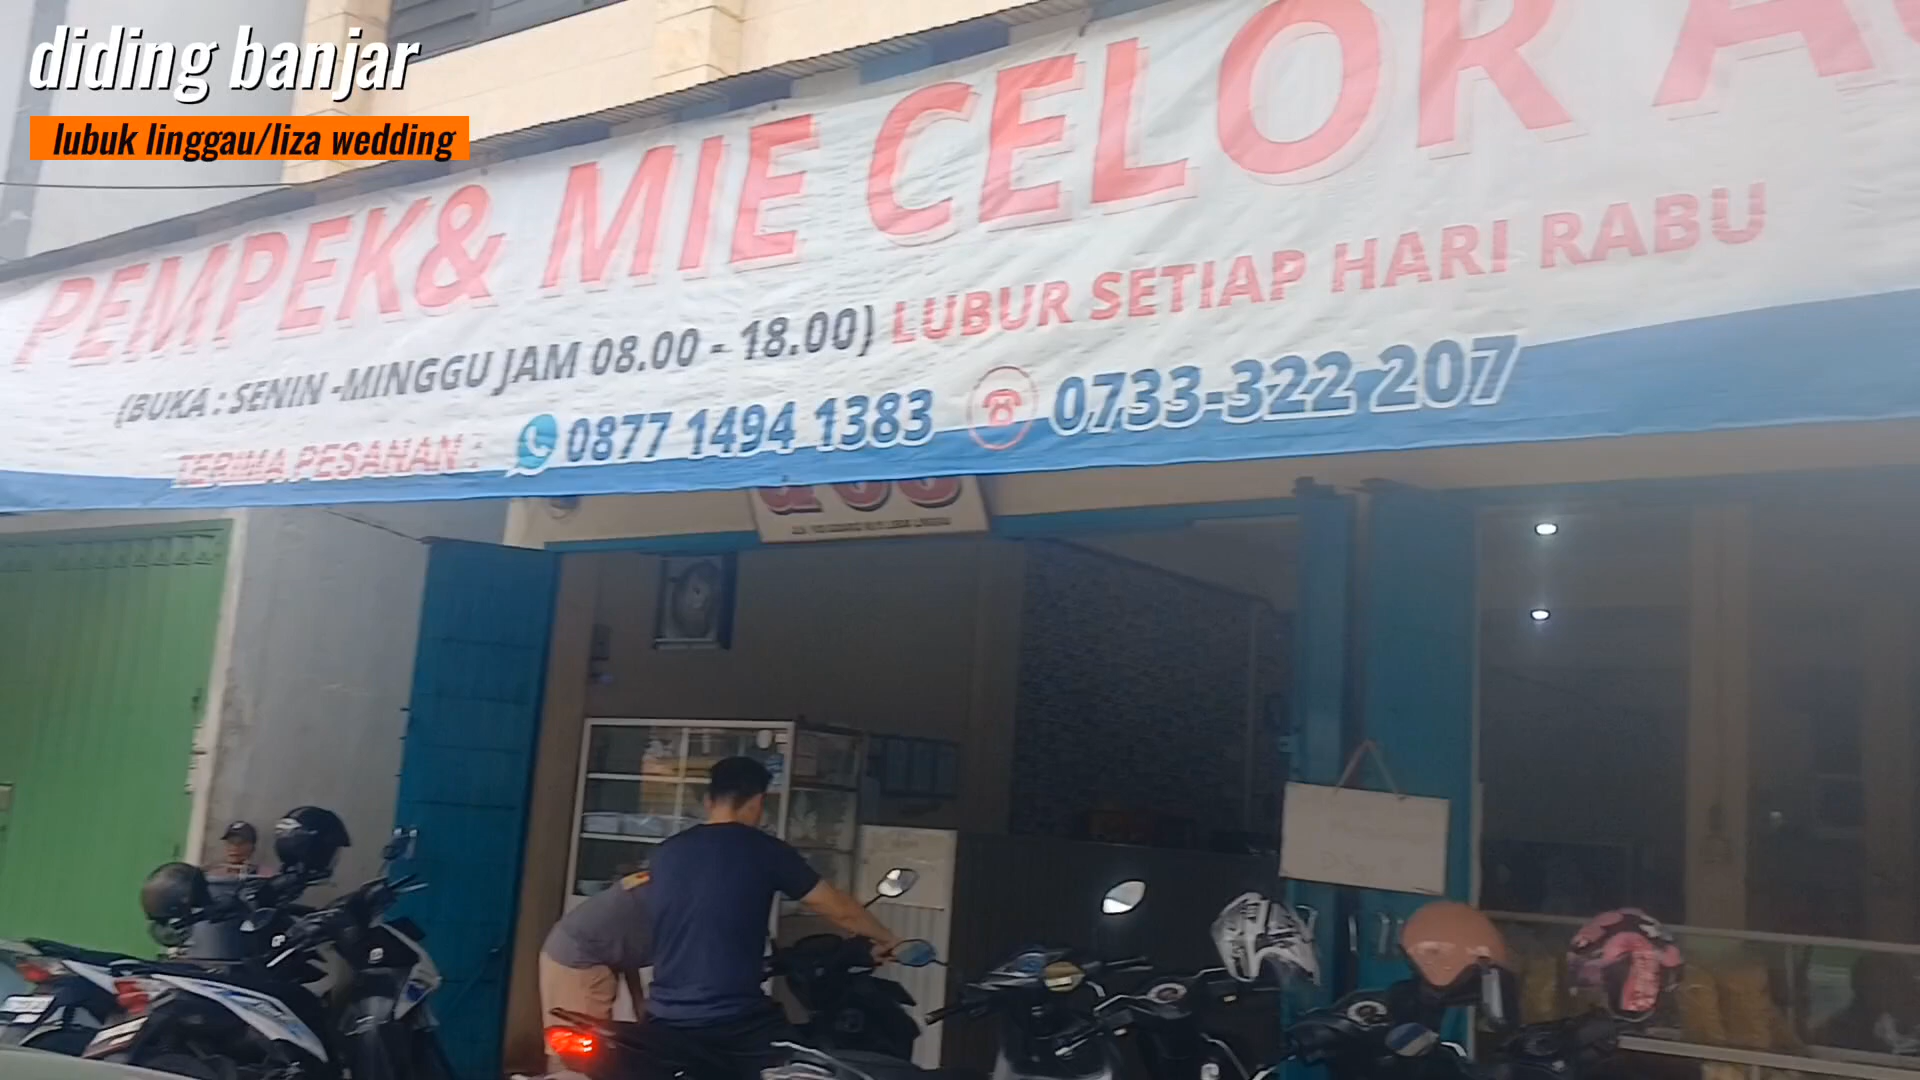 diding banjar
lubuk linggau/liza wedding
PEMPEK& MIE CELOR A
(BUKA : SENIN -MINGGU JAM 08.00 - 18.00) LUBUR SETIAP HARI RABU
TERIMA PESANAN : 0877 1494 1383 0733-322 207